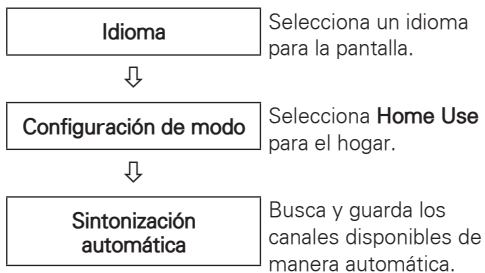 Idioma
Selecciona un idioma
para la pantalla.
Configuración de modo
Selecciona Home Use
para el hogar.
Sintonización
automática
Busca y guarda los
canales disponibles de
manera automática.